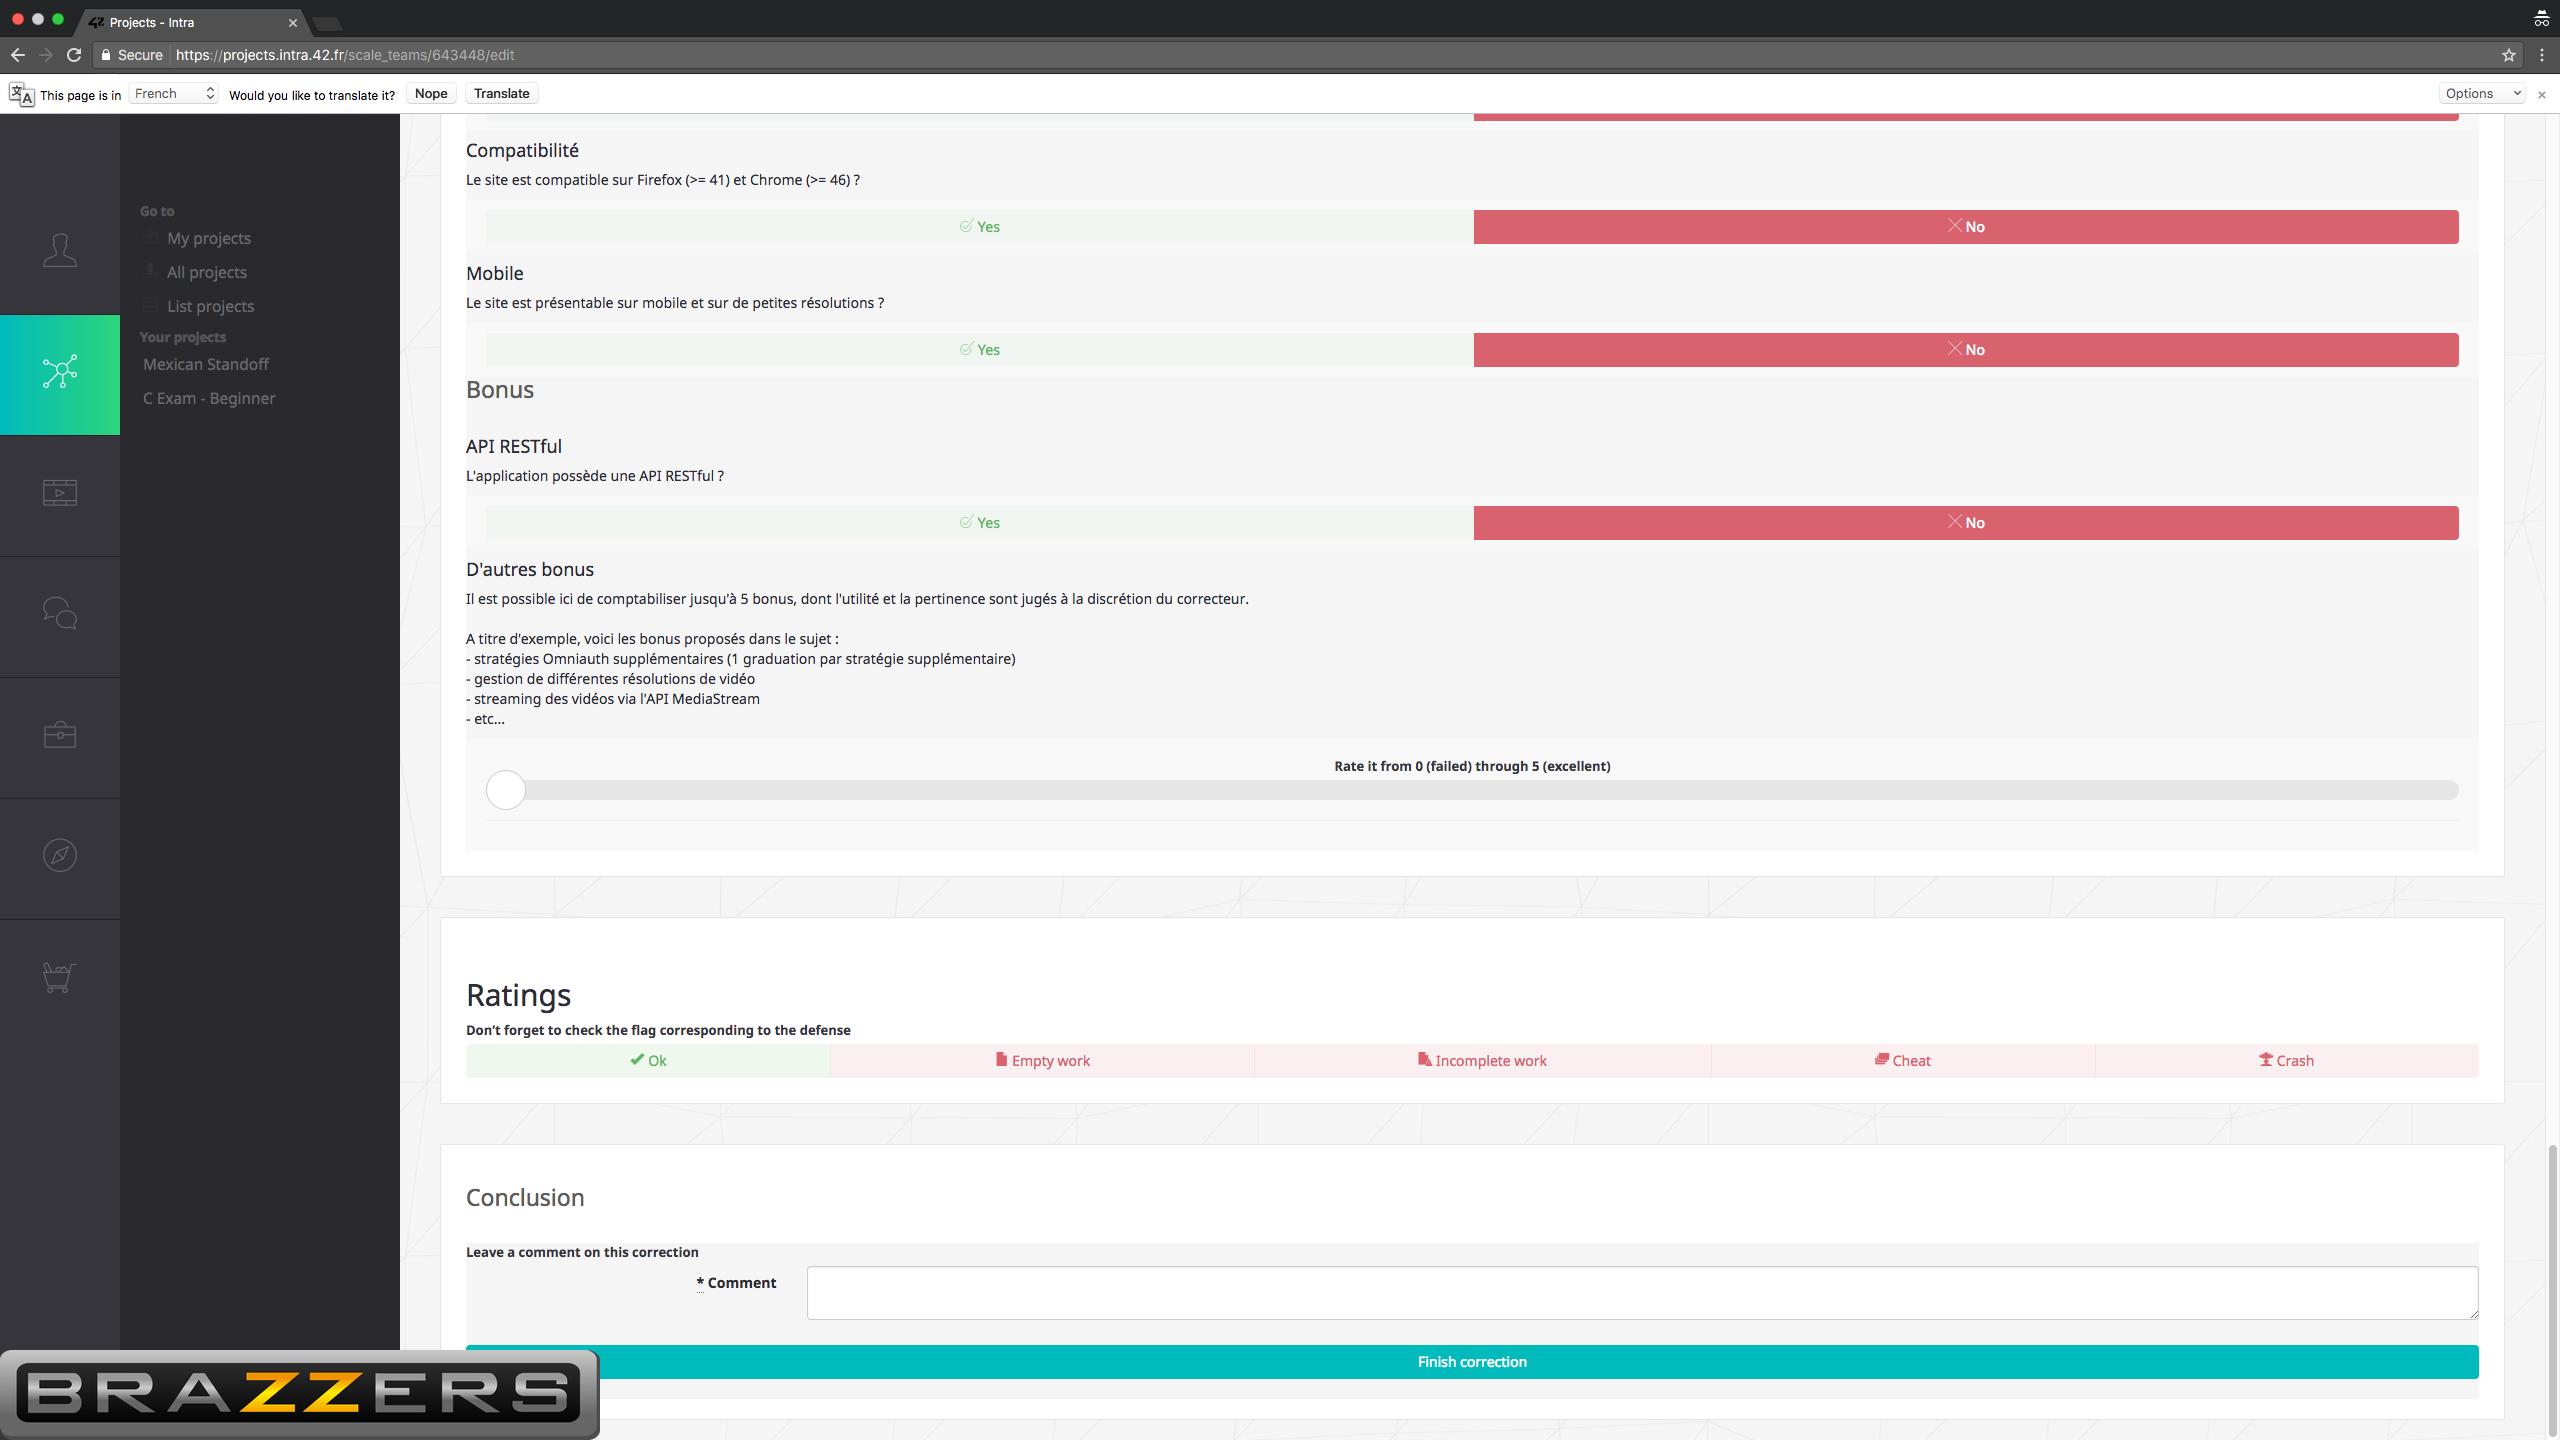 Projects - Intra
Secure https://projects.intra.42.fr/scale_teams/643448/edit
This page is in French Would you like to translate it? Nope Translate Options
Go to
My projects
All projects
List projects
Your projects
Mexican Standoff
C Exam - Beginner
Compatibilité
Le site est compatible sur Firefox (>= 41) et Chrome (>= 46) ?
Yes No
Mobile
Le site est présentable sur mobile et sur de petites résolutions ?
Yes No
Bonus
API RESTful
L'application possède une API RESTful ?
Yes No
D'autres bonus
Il est possible ici de comptabiliser jusqu'à 5 bonus, dont l'utilité et la pertinence sont jugés à la discrétion du correcteur.
A titre d'exemple, voici les bonus proposés dans le sujet :
- stratégies Omniauth supplémentaires (1 graduation par stratégie supplémentaire)
- gestion de différentes résolutions de vidéo
- streaming des vidéos via l'API MediaStream
- etc...
Rate it from 0 (failed) through 5 (excellent)
Ratings
Don't forget to check the flag corresponding to the defense
Ok Empty work Incomplete work Cheat Crash
Conclusion
Leave a comment on this correction
* Comment
Finish correction
BRAZZERS